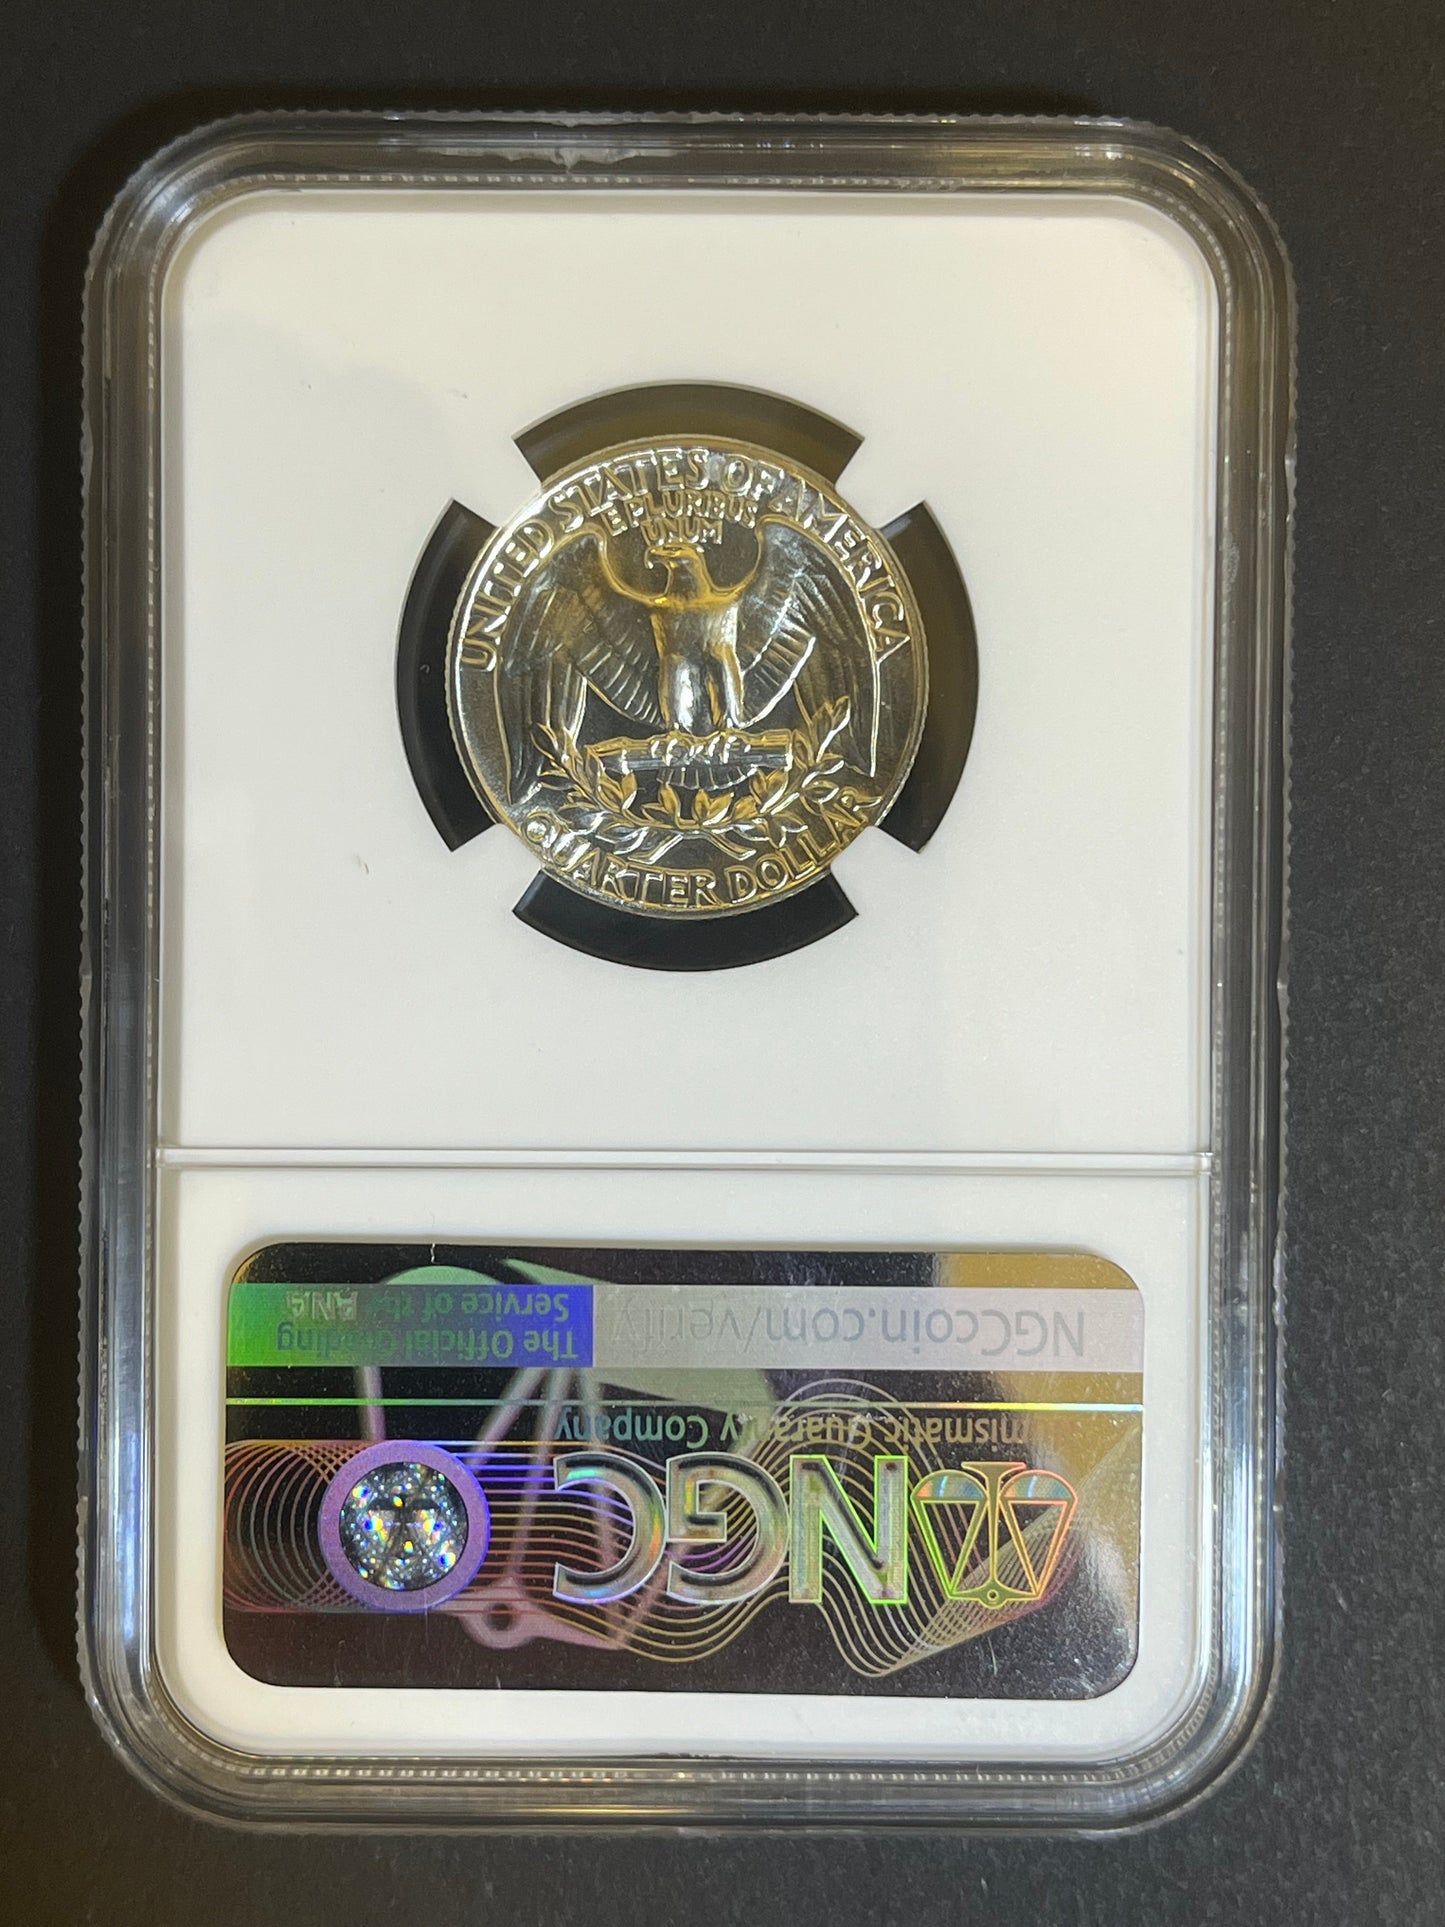 UNITED STATES OF AMERICA
E PLURIBUS
UNUM
QUARTER DOLLAR
NGC
Numismatic Guaranty Company
NGCcoin.com/verify
The Official Grading
Service of the ANA